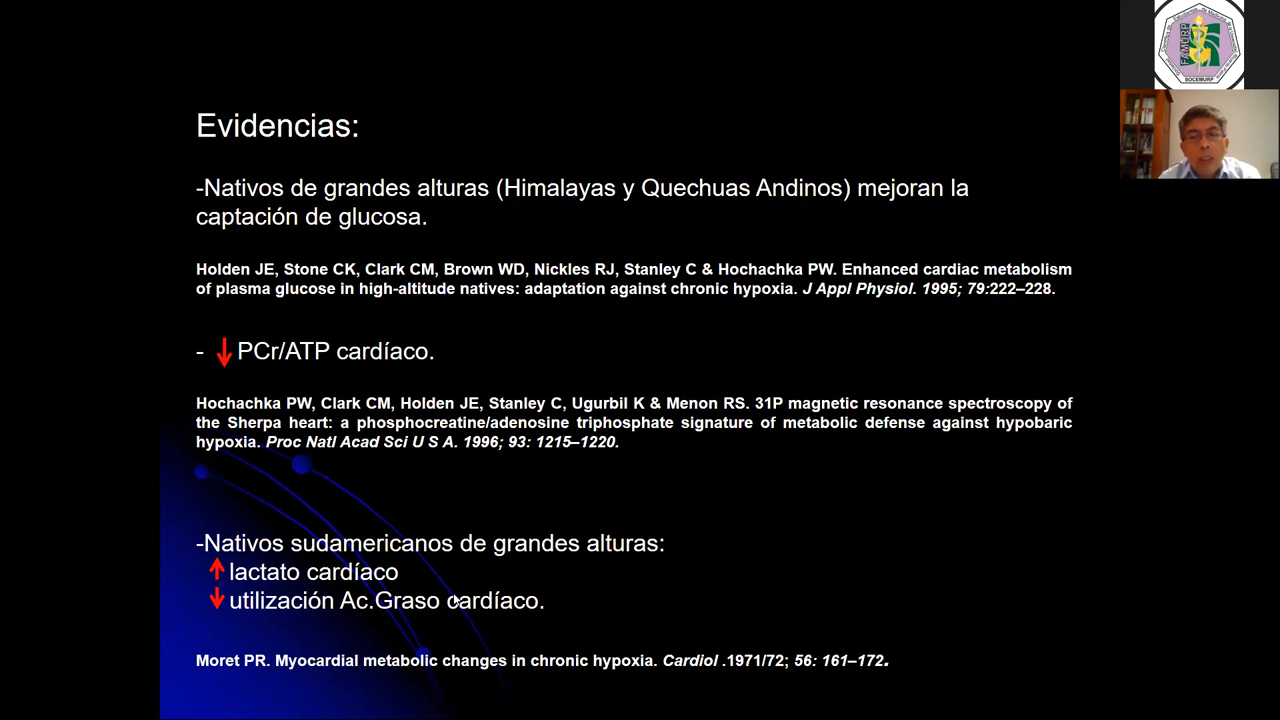 Evidencias:
-Nativos de grandes alturas (Himalayas y Quechuas Andinos) mejoran la
captación de glucosa.
Holden JE, Stone CK, Clark CM, Brown WD, Nickles RJ, Stanley C & Hochachka PW. Enhanced cardiac metabolism
of plasma glucose in high-altitude natives: adaptation against chronic hypoxia. J Appl Physiol. 1995; 79:222–228.
- ↓ PCr/ATP cardíaco.
Hochachka PW, Clark CM, Holden JE, Stanley C, Ugurbil K & Menon RS. 31P magnetic resonance spectroscopy of
the Sherpa heart: a phosphocreatine/adenosine triphosphate signature of metabolic defense against hypobaric
hypoxia. Proc Natl Acad Sci U S A. 1996; 93: 1215–1220.
-Nativos sudamericanos de grandes alturas:
↑ lactato cardíaco
↓ utilización Ac.Graso cardíaco.
Moret PR. Myocardial metabolic changes in chronic hypoxia. Cardiol .1971/72; 56: 161–172.
FAMURP
SOCEMURP